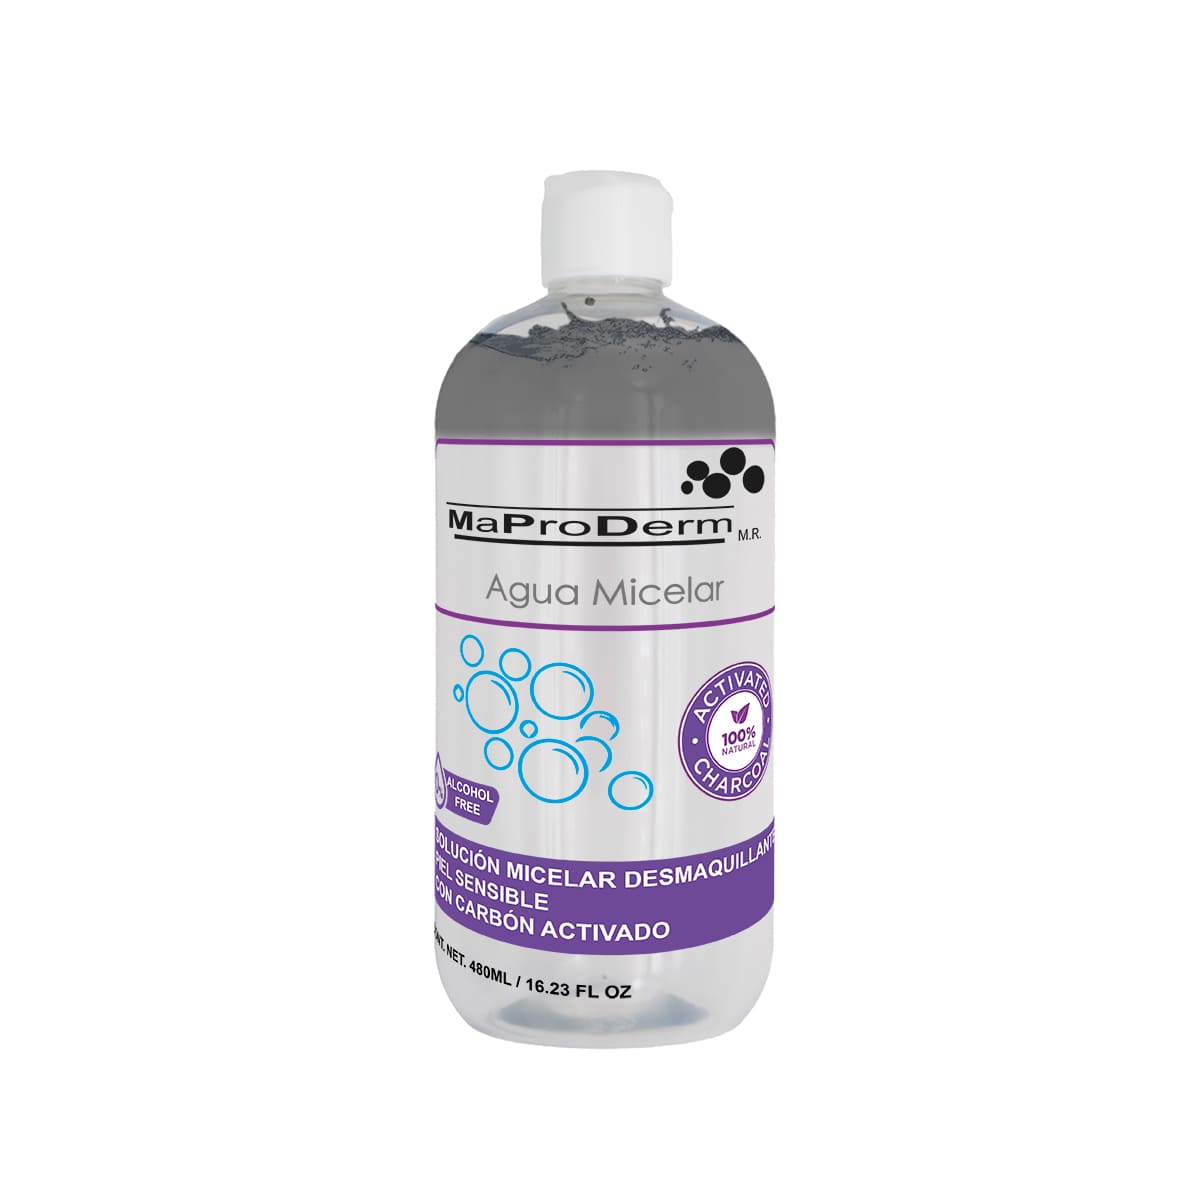 MaProDerm M.R.
Agua Micelar
ACTIVATED
100%
NATURAL
CHARCOAL
ALCOHOL
FREE
SOLUCIÓN MICELAR DESMAQUILLANTE
PIEL SENSIBLE
CON CARBÓN ACTIVADO
CONT. NET. 480ML / 16.23 FL OZ